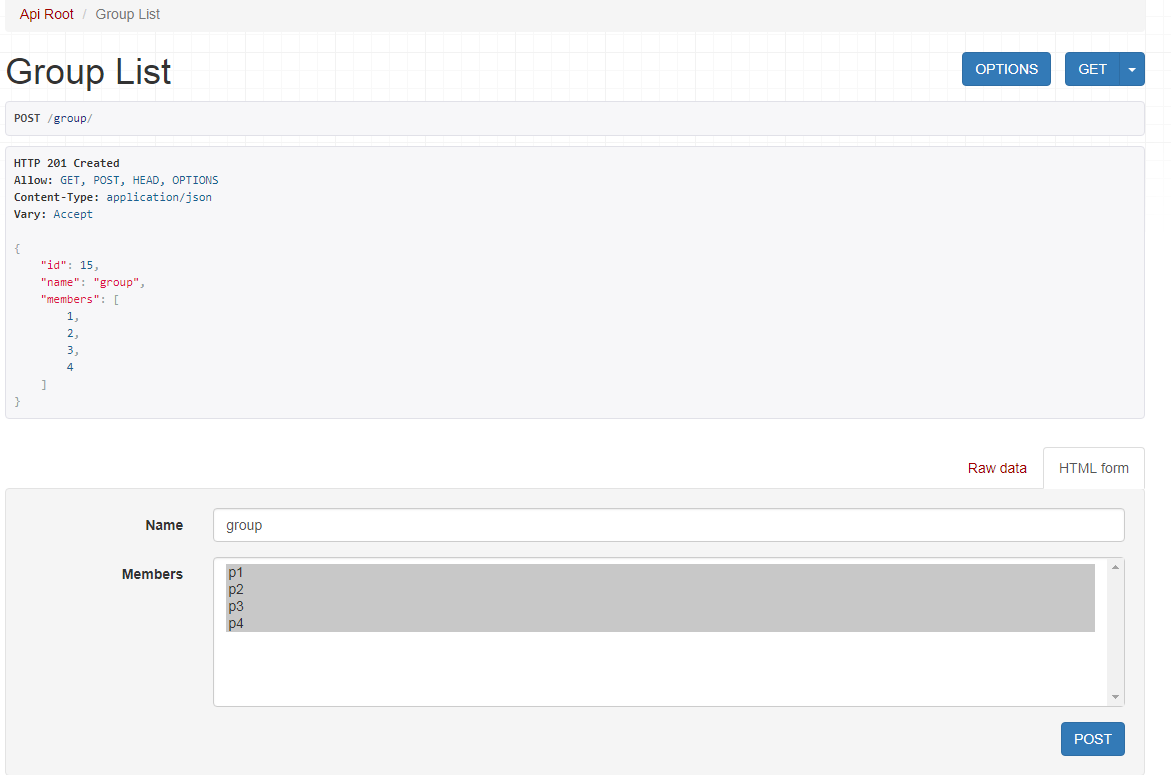 Api Root / Group List
Group List
OPTIONS
GET
POST /group/
HTTP 201 Created
Allow: GET, POST, HEAD, OPTIONS
Content-Type: application/json
Vary: Accept
{
"id": 15,
"name": "group",
"members": [
1,
2,
3,
4
]
}
Raw data
HTML form
Name
group
Members
p1
p2
p3
p4
POST